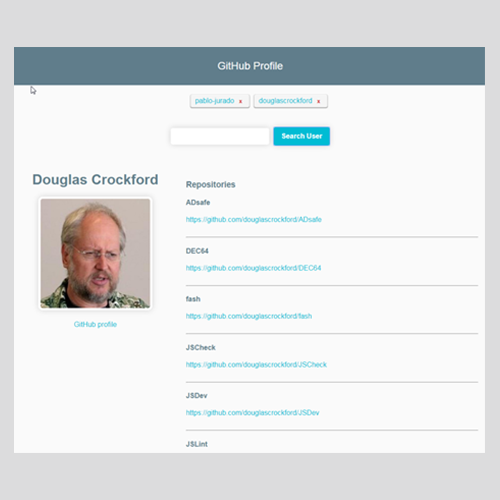 GitHub Profile
pablo-jurado x douglascrockford x
Search User
Douglas Crockford
GitHub profile
Repositories
ADsafe
https://github.com/douglascrockford/ADsafe
DEC64
https://github.com/douglascrockford/DEC64
fash
https://github.com/douglascrockford/fash
JSCheck
https://github.com/douglascrockford/JSCheck
JSDev
https://github.com/douglascrockford/JSDev
JSLint